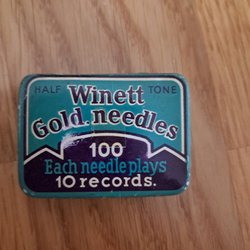 HALF TONE
Winett
Gold needles
100
Each needle plays
10 records.